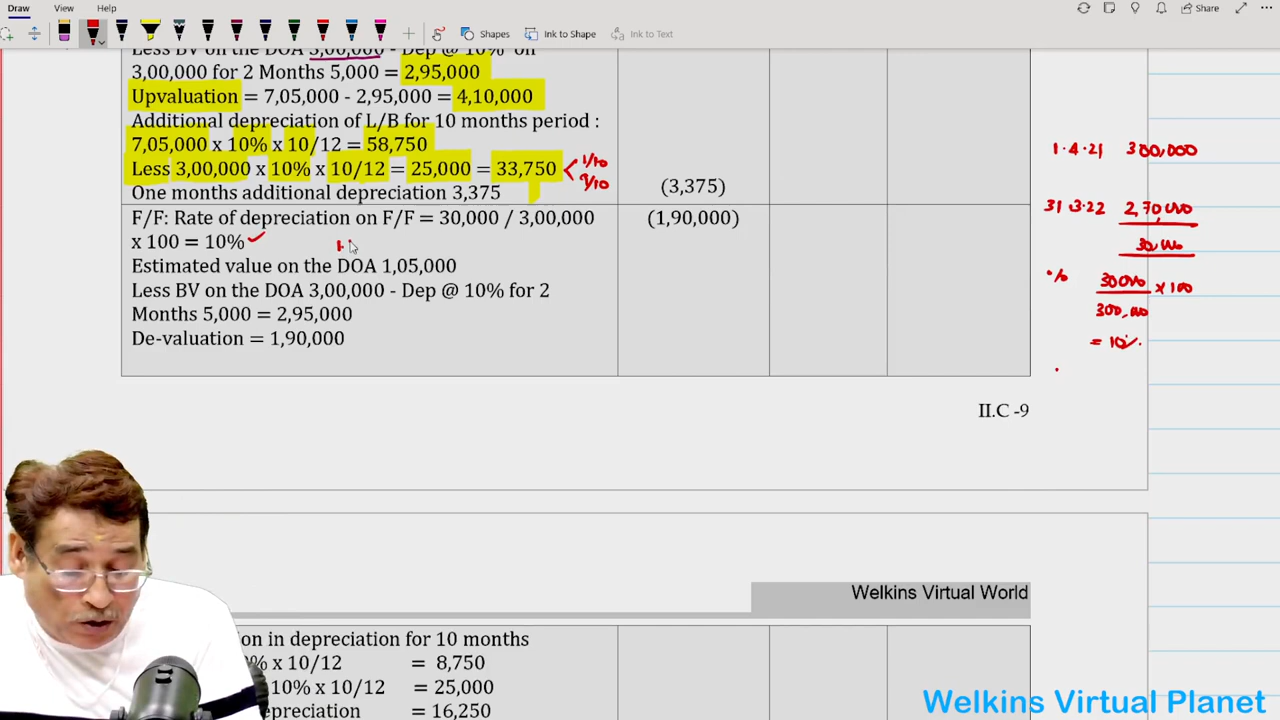 Draw View Help
Share
Shapes Ink to Shape Ink to Text
Less BV on the DOA 3,00,000 - Dep @ 10% on
3,00,000 for 2 Months 5,000 = 2,95,000
Upvaluation = 7,05,000 - 2,95,000 = 4,10,000
Additional depreciation of L/B for 10 months period :
7,05,000 x 10% x 10/12 = 58,750
Less 3,00,000 x 10% x 10/12 = 25,000 = 33,750
1/10
9/10
One months additional depreciation 3,375
(3,375)
F/F: Rate of depreciation on F/F = 30,000 / 3,00,000
x 100 = 10%
(1,90,000)
Estimated value on the DOA 1,05,000
Less BV on the DOA 3,00,000 - Dep @ 10% for 2
Months 5,000 = 2,95,000
De-valuation = 1,90,000
1.4.21 300,000
31.3.22 2,70,000
30,000
% 30000 x 100
300,000
= 10%.
II.C -9
Welkins Virtual World
on in depreciation for 10 months
% x 10/12 = 8,750
10% x 10/12 = 25,000
epreciation = 16,250
Welkins Virtual Planet